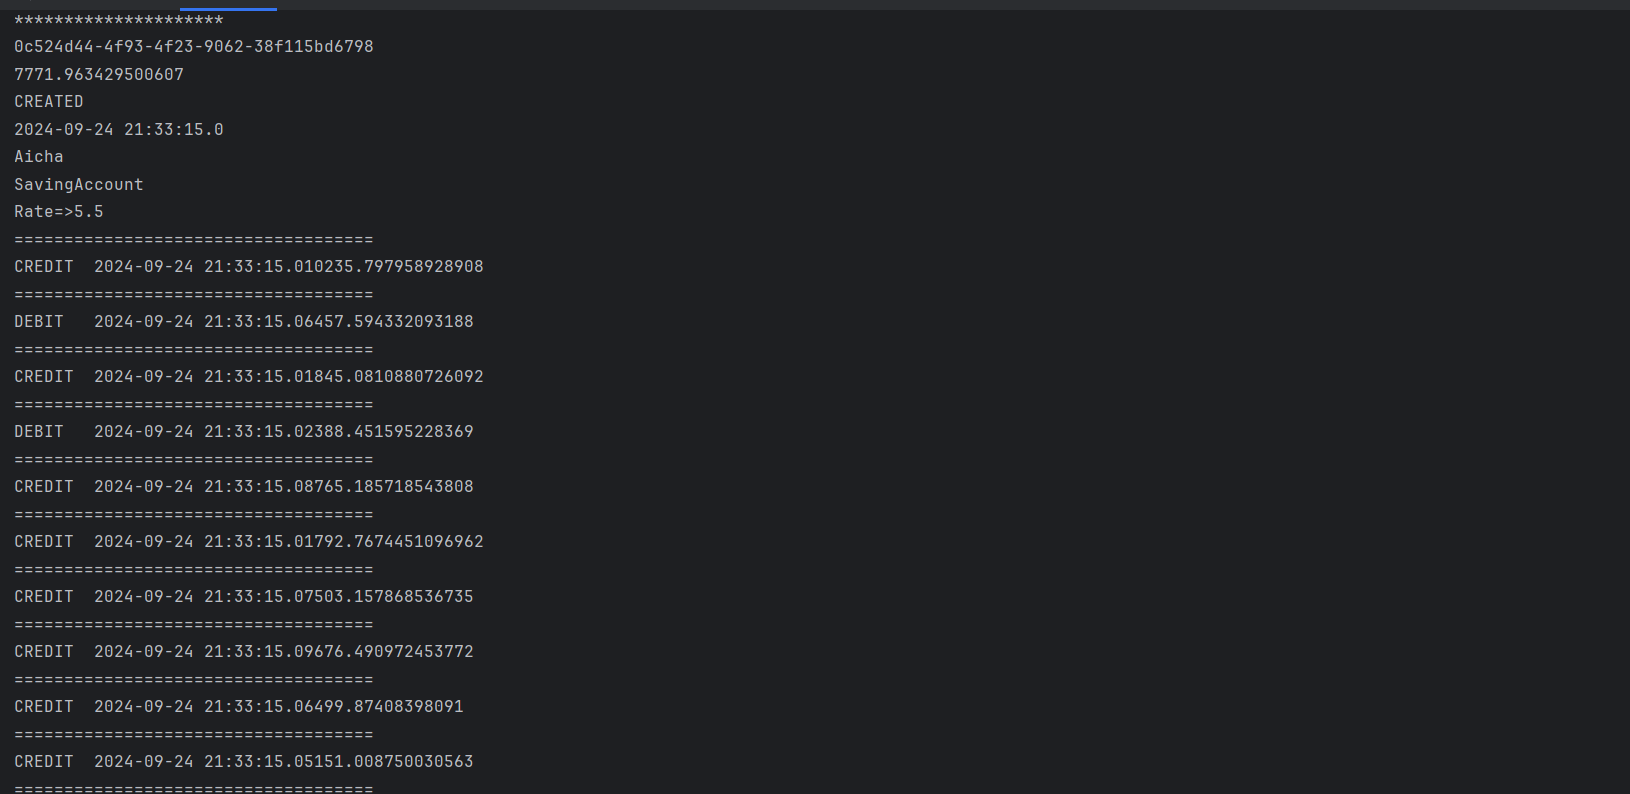 *********************
0c524d44-4f93-4f23-9062-38f115bd6798
7771.963429500607
CREATED
2024-09-24 21:33:15.0
Aicha
SavingAccount
Rate=>5.5
====================================
CREDIT  2024-09-24 21:33:15.010235.797958928908
====================================
DEBIT   2024-09-24 21:33:15.06457.594332093188
====================================
CREDIT  2024-09-24 21:33:15.01845.0810880726092
====================================
DEBIT   2024-09-24 21:33:15.02388.451595228369
====================================
CREDIT  2024-09-24 21:33:15.08765.185718543808
====================================
CREDIT  2024-09-24 21:33:15.01792.7674451096962
====================================
CREDIT  2024-09-24 21:33:15.07503.157868536735
====================================
CREDIT  2024-09-24 21:33:15.09676.490972453772
====================================
CREDIT  2024-09-24 21:33:15.06499.87408398091
====================================
CREDIT  2024-09-24 21:33:15.05151.008750030563
====================================